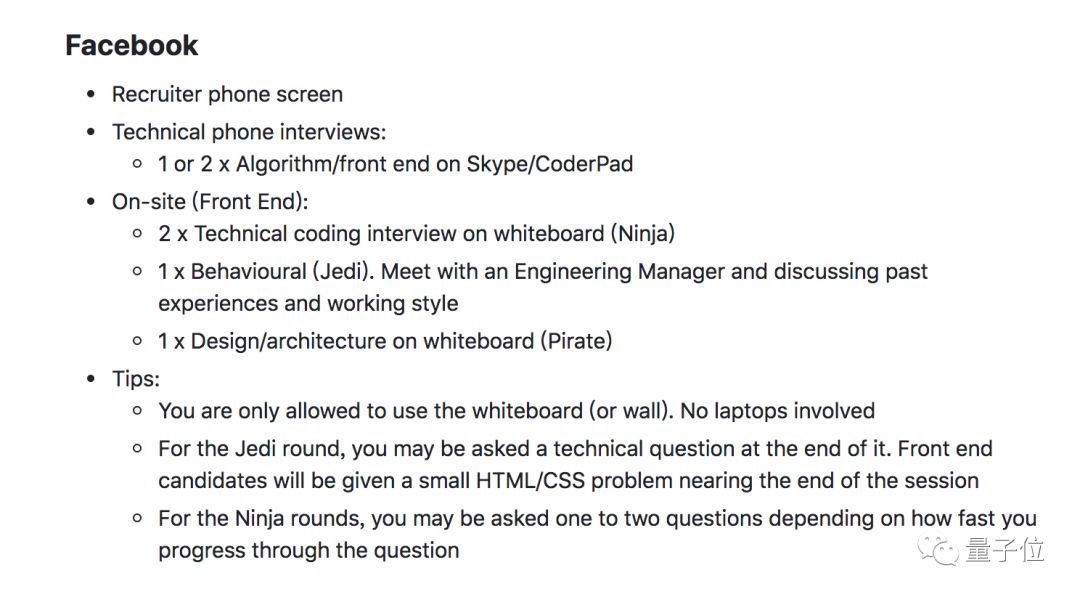 Facebook
• Recruiter phone screen
• Technical phone interviews:
◦ 1 or 2 x Algorithm/front end on Skype/CoderPad
• On-site (Front End):
◦ 2 x Technical coding interview on whiteboard (Ninja)
◦ 1 x Behavioural (Jedi). Meet with an Engineering Manager and discussing past
experiences and working style
◦ 1 x Design/architecture on whiteboard (Pirate)
• Tips:
◦ You are only allowed to use the whiteboard (or wall). No laptops involved
◦ For the Jedi round, you may be asked a technical question at the end of it. Front end
candidates will be given a small HTML/CSS problem nearing the end of the session
◦ For the Ninja rounds, you may be asked one to two questions depending on how fast you
progress through the question
量子位